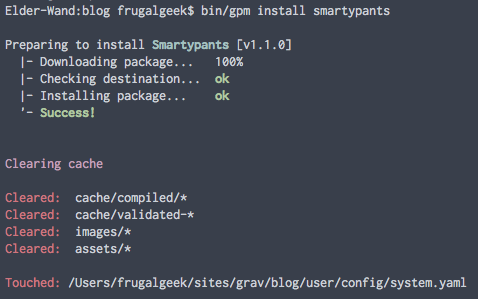 Elder-Wand:blog frugalgeek$ bin/gpm install smartypants
Preparing to install Smartypants [v1.1.0]
|- Downloading package... 100%
|- Checking destination... ok
|- Installing package... ok
'- Success!
Clearing cache
Cleared: cache/compiled/*
Cleared: cache/validated-*
Cleared: images/*
Cleared: assets/*
Touched: /Users/frugalgeek/sites/grav/blog/user/config/system.yaml